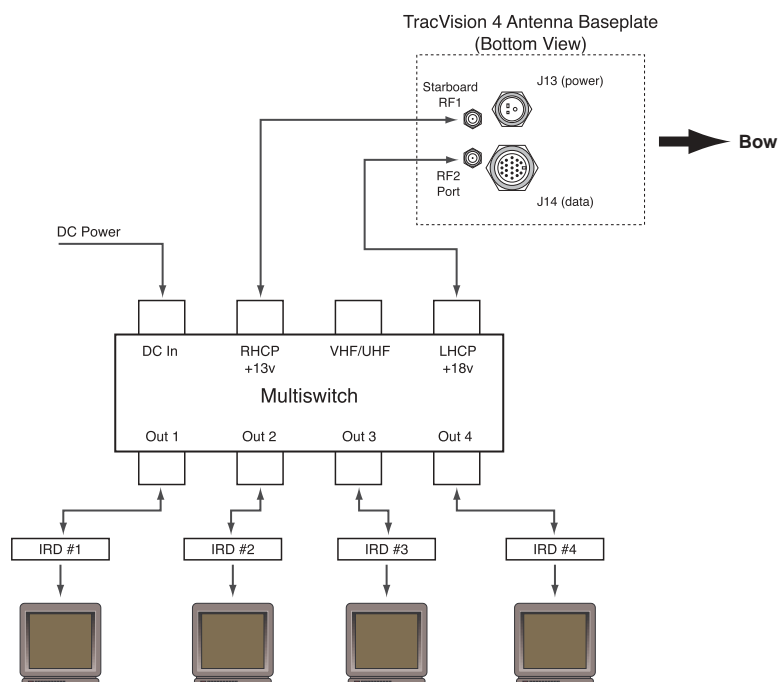 TracVision 4 Antenna Baseplate
(Bottom View)
Starboard
RF1
J13 (power)
Bow
RF2
Port
J14 (data)
DC Power
DC In
RHCP
+13v
VHF/UHF
LHCP
+18v
Multiswitch
Out 1
Out 2
Out 3
Out 4
IRD #1
IRD #2
IRD #3
IRD #4